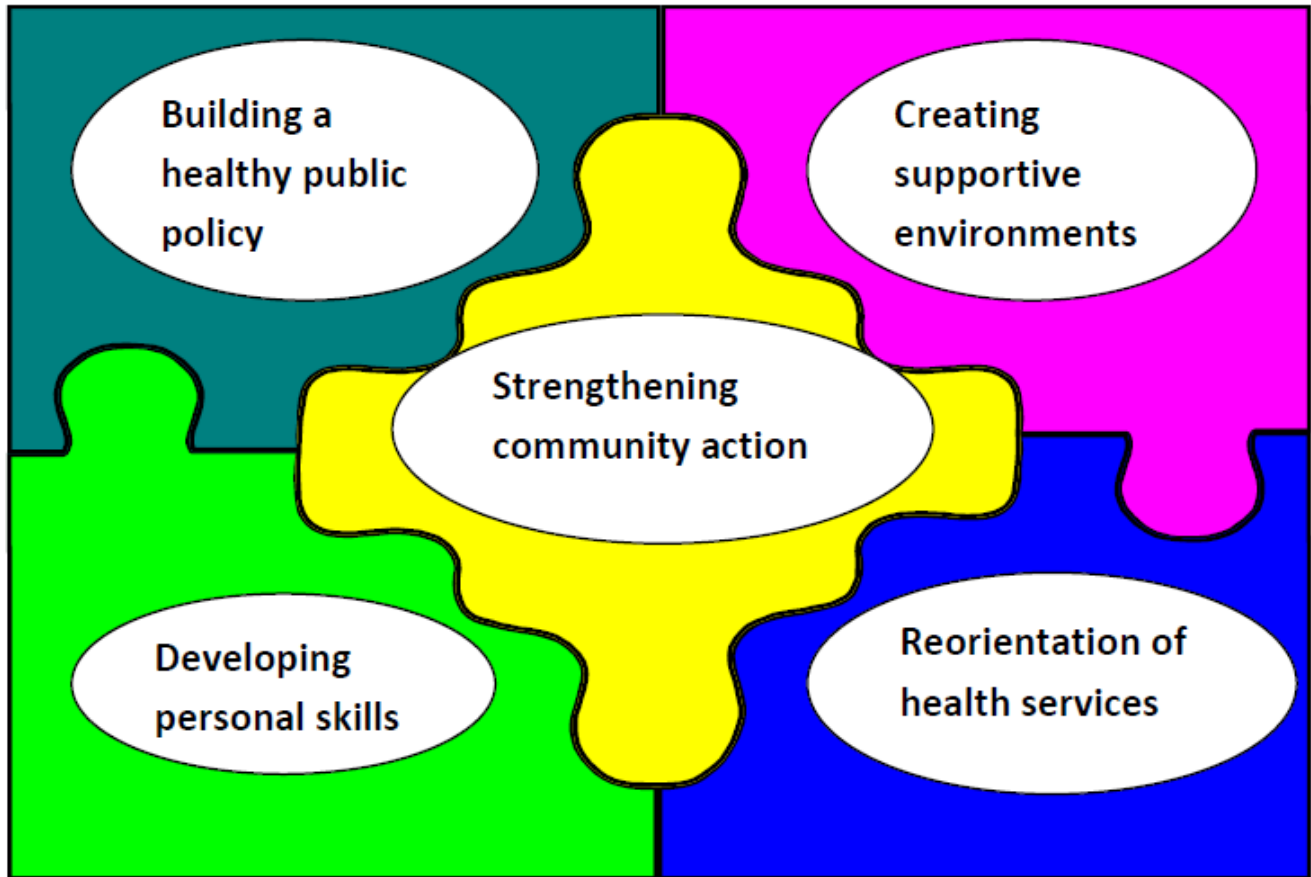 Building a
healthy public
policy
Creating
supportive
environments
Strengthening
community action
Developing
personal skills
Reorientation of
health services